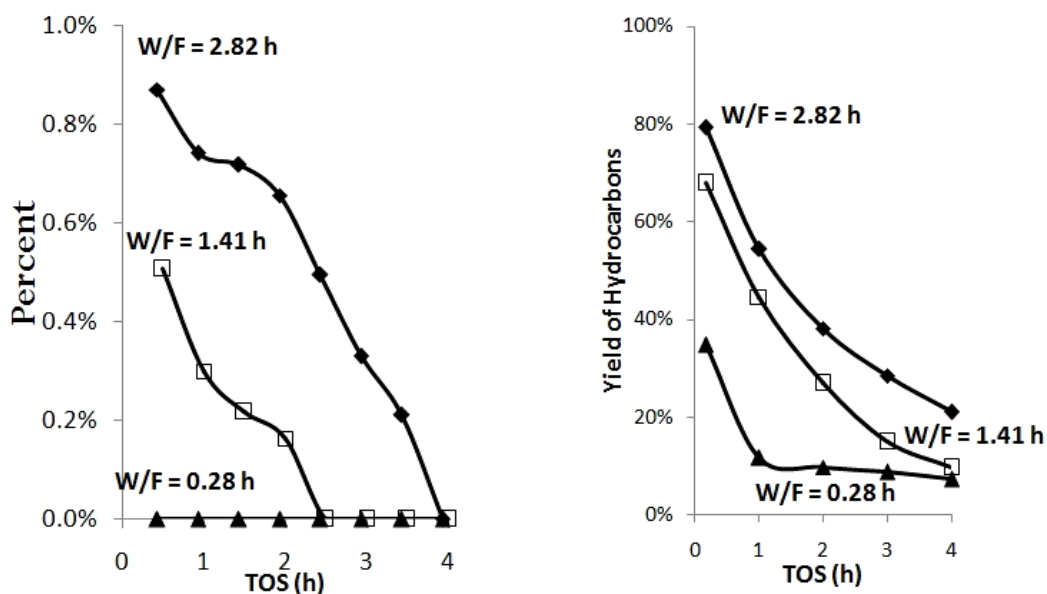 1.0%
W/F = 2.82 h
0.8%
0.6%
W/F = 1.41 h
Percent
0.4%
0.2%
W/F = 0.28 h
0.0%
0 1 2 3 4
TOS (h)
100%
W/F = 2.82 h
80%
60%
Yield of Hydrocarbons
40%
20%
W/F = 1.41 h
W/F = 0.28 h
0%
0 1 2 3 4
TOS (h)